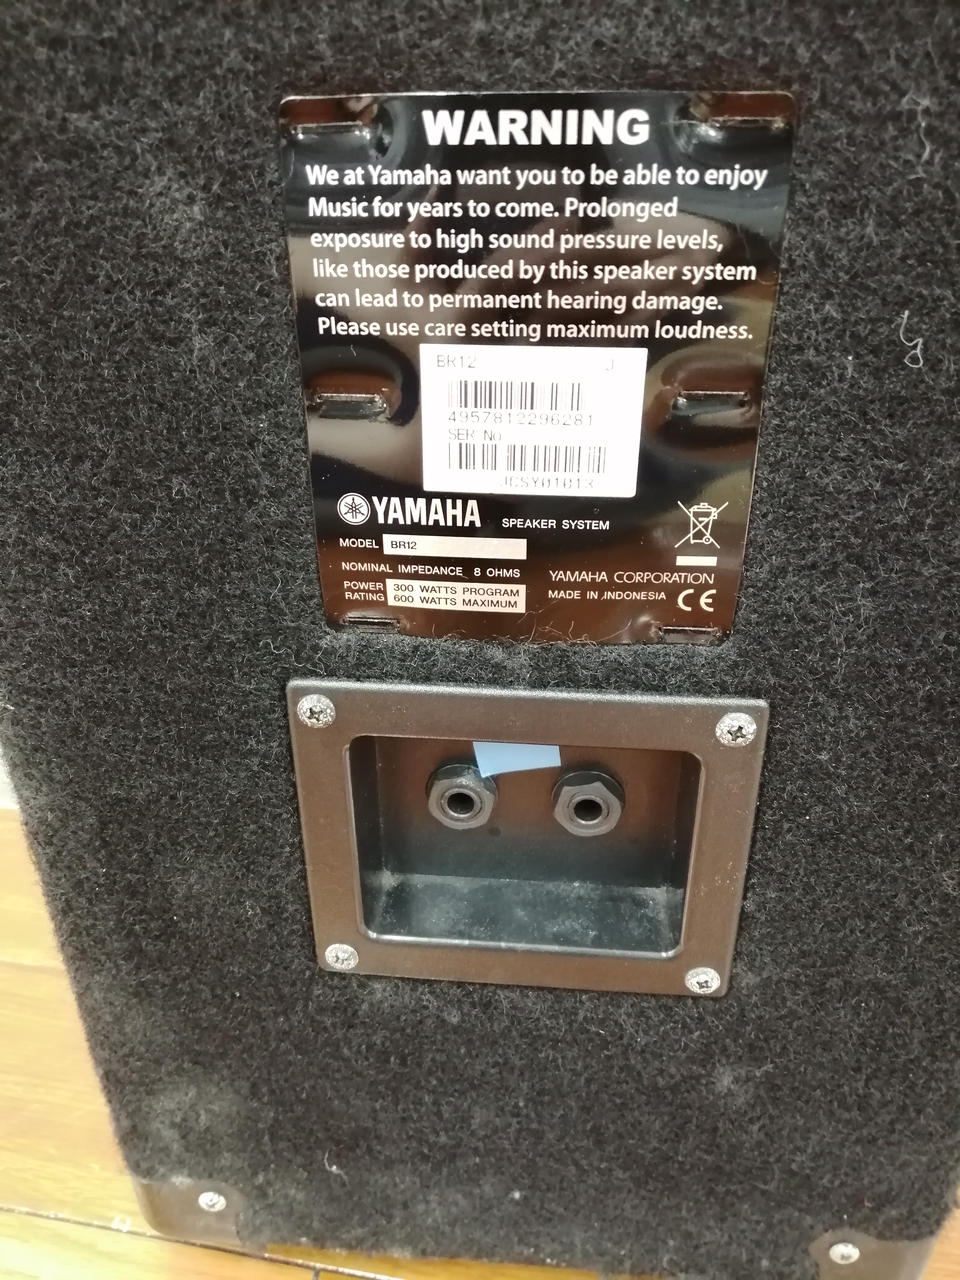 WARNING
We at Yamaha want you to be able to enjoy
Music for years to come. Prolonged
exposure to high sound pressure levels,
like those produced by this speaker system
can lead to permanent hearing damage.
Please use care setting maximum loudness.
BR12 J
4957812296281
SER No
JCSY01013
YAMAHA SPEAKER SYSTEM
MODEL BR12
NOMINAL IMPEDANCE 8 OHMS
POWER RATING 300 WATTS PROGRAM
600 WATTS MAXIMUM
YAMAHA CORPORATION
MADE IN INDONESIA CE